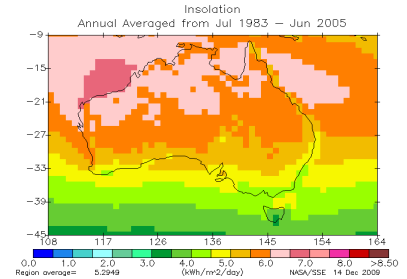 Insolation
Annual Averaged from Jul 1983 – Jun 2005
-9
-15
-21
-27
-33
-39
-45
108 117 126 136 145 154 164
0.0 1.0 2.0 3.0 4.0 5.0 6.0 7.0 8.0 >8.50
Region average= 5.2949 (kWh/m^2/day) NASA/SSE 14 Dec 2009